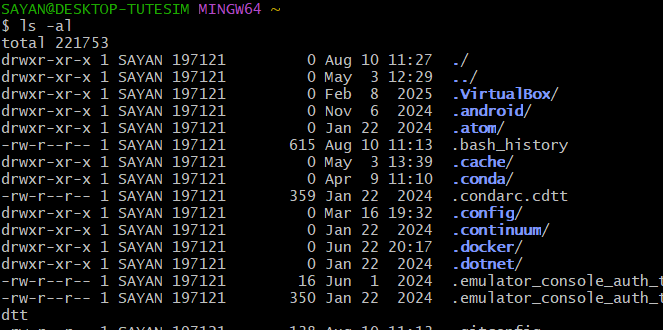 SAYAN@DESKTOP-TUTESIM MINGW64 ~
$ ls -al
total 221753
drwxr-xr-x 1 SAYAN 197121 0 Aug 10 11:27 ./
drwxr-xr-x 1 SAYAN 197121 0 May 3 12:29 ../
drwxr-xr-x 1 SAYAN 197121 0 Feb 8 2025 .VirtualBox/
drwxr-xr-x 1 SAYAN 197121 0 Nov 6 2024 .android/
drwxr-xr-x 1 SAYAN 197121 0 Jan 22 2024 .atom/
-rw-r--r-- 1 SAYAN 197121 615 Aug 10 11:13 .bash_history
drwxr-xr-x 1 SAYAN 197121 0 May 3 13:39 .cache/
drwxr-xr-x 1 SAYAN 197121 0 Apr 9 11:10 .conda/
-rw-r--r-- 1 SAYAN 197121 359 Jan 22 2024 .condarc.cdtt
drwxr-xr-x 1 SAYAN 197121 0 Mar 16 19:32 .config/
drwxr-xr-x 1 SAYAN 197121 0 Jan 22 2024 .continuum/
drwxr-xr-x 1 SAYAN 197121 0 Jun 22 20:17 .docker/
drwxr-xr-x 1 SAYAN 197121 0 Jan 22 2024 .dotnet/
-rw-r--r-- 1 SAYAN 197121 16 Jun 1 2024 .emulator_console_auth_t
-rw-r--r-- 1 SAYAN 197121 350 Jan 22 2024 .emulator_console_auth_t
dtt